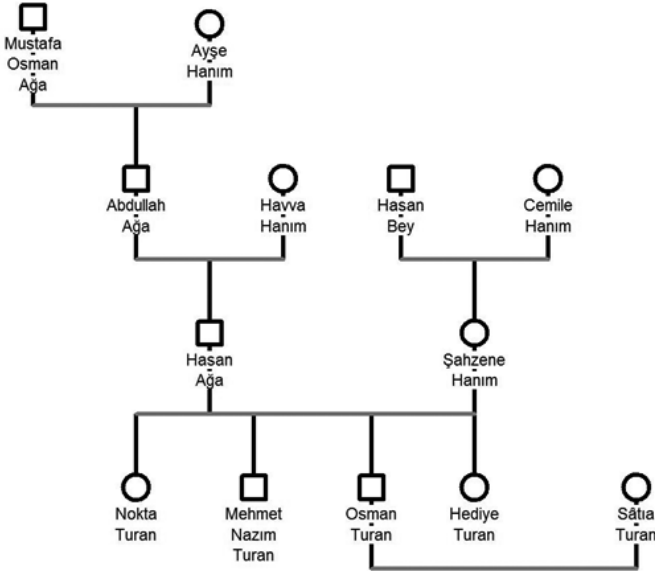 Mustafa
Osman
Ağa
Ayşe
Hanım
Abdullah
Ağa
Havva
Hanım
Hasan
Bey
Cemile
Hanım
Hasan
Ağa
Şahzene
Hanım
Nokta
Turan
Mehmet
Nazım
Turan
Osman
Turan
Hediye
Turan
Sâtıa
Turan